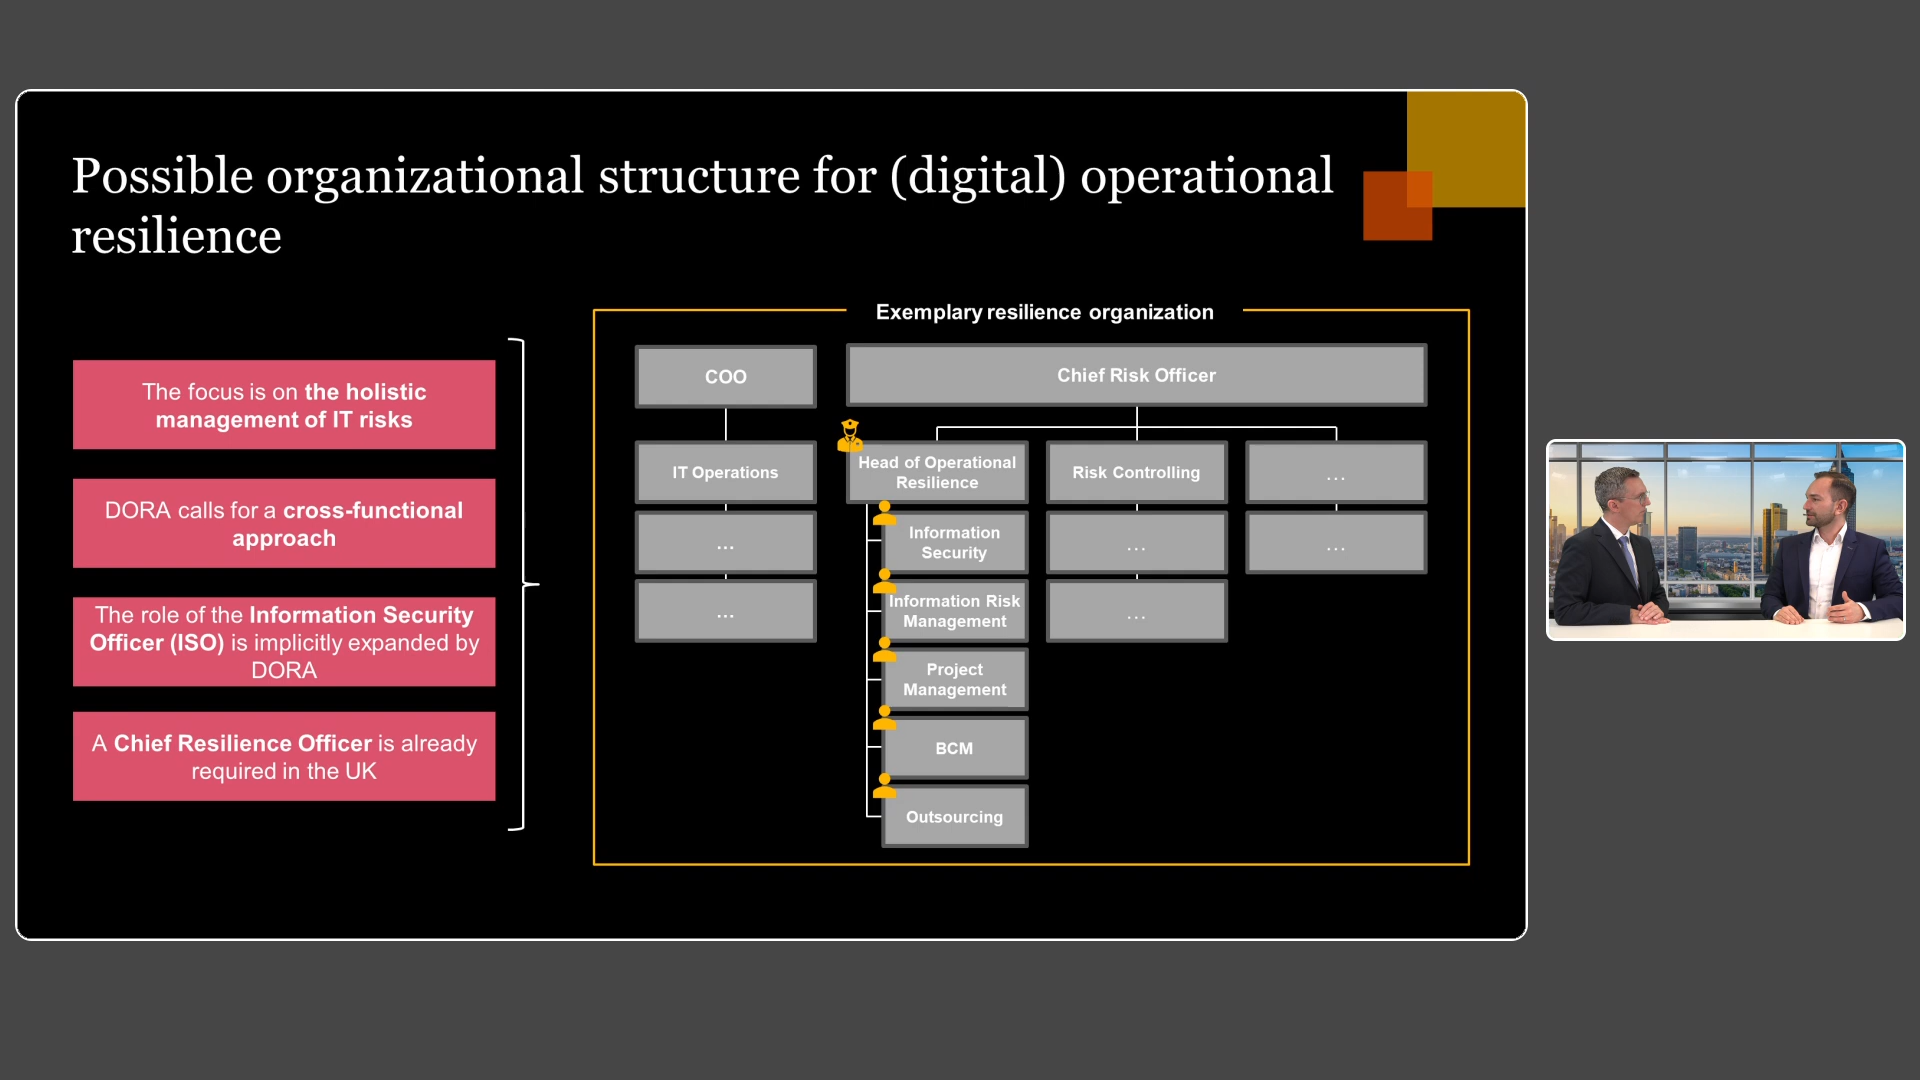 Possible organizational structure for (digital) operational
resilience
The focus is on the holistic
management of IT risks
DORA calls for a cross-functional
approach
The role of the Information Security
Officer (ISO) is implicitly expanded by
DORA
A Chief Resilience Officer is already
required in the UK
Exemplary resilience organization
COO
IT Operations
...
...
Chief Risk Officer
Head of Operational
Resilience
Information
Security
Information Risk
Management
Project
Management
BCM
Outsourcing
Risk Controlling
...
...
...
...